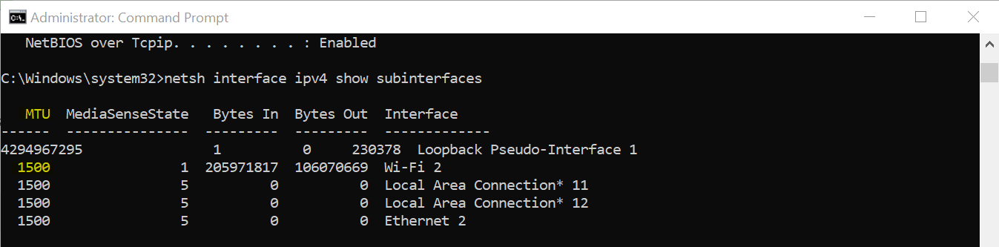 Administrator: Command Prompt
NetBIOS over Tcpip. . . . . . . . : Enabled
C:\Windows\system32>netsh interface ipv4 show subinterfaces
MTU  MediaSenseState   Bytes In  Bytes Out  Interface
------  ---------------  ---------  ---------  -------------
4294967295                1          0     230378  Loopback Pseudo-Interface 1
1500                1  205971817  106070669  Wi-Fi 2
1500                5          0          0  Local Area Connection* 11
1500                5          0          0  Local Area Connection* 12
1500                5          0          0  Ethernet 2